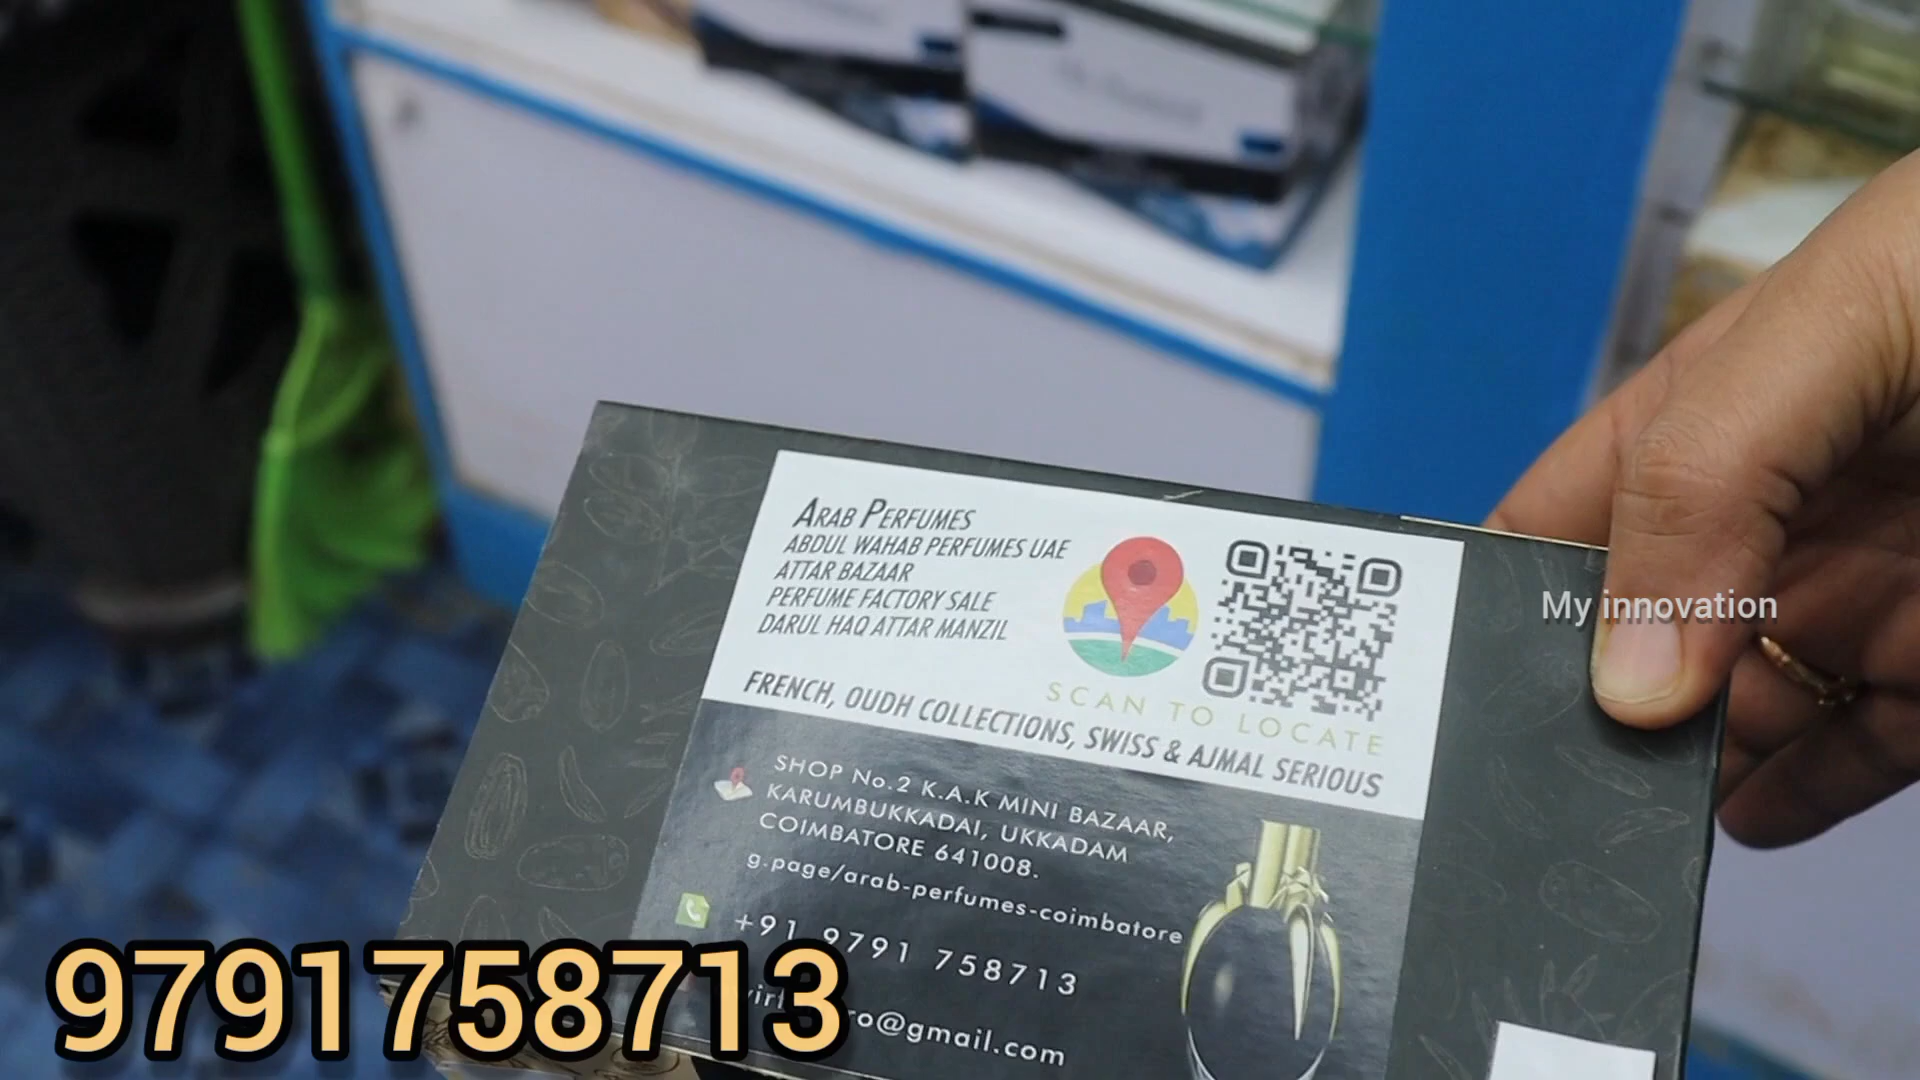 ARAB PERFUMES
ABDUL WAHAB PERFUMES UAE
ATTAR BAZAAR
PERFUME FACTORY SALE
DARUL HAQ ATTAR MANZIL
SCAN TO LOCATE
FRENCH, OUDH COLLECTIONS, SWISS & AJMAL SERIOUS
SHOP No.2 K.A.K MINI BAZAAR,
KARUMBUKKADAI, UKKADAM
COIMBATORE 641008.
g.page/arab-perfumes-coimbatore
+91 9791 758713
ro@gmail.com
9791758713
My innovation